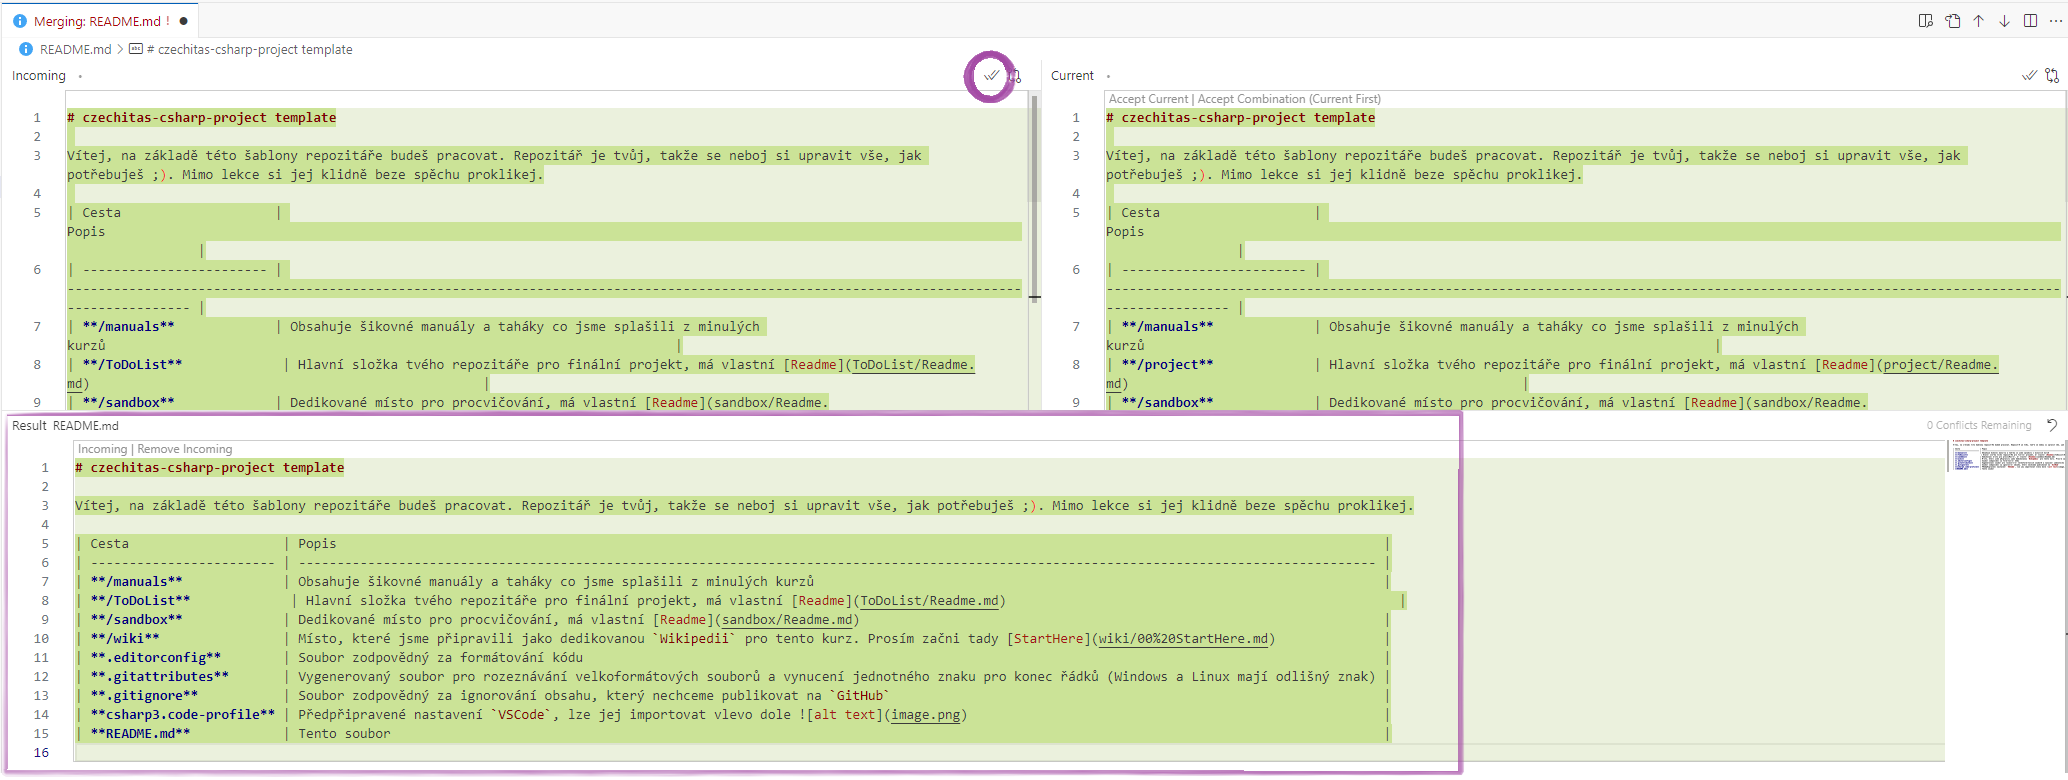 Merging: README.md !
README.md > # czechitas-csharp-project template
Incoming
1 # czechitas-csharp-project template
2
3 Vítej, na základě této šablony repozitáře budeš pracovat. Repozitář je tvůj, takže se neboj si upravit vše, jak
potřebuješ ;). Mimo lekce si jej klidně beze spěchu proklikej.
4
5 | Cesta |
Popis
|
6 | ------------------------ |
--------------------------------------------------------------------------------------------------------------------------------------------
---------------- |
7 | **/manuals** | Obsahuje šikovné manuály a taháky co jsme splašili z minulých
kurzů |
8 | **/ToDoList** | Hlavní složka tvého repozitáře pro finální projekt, má vlastní [Readme](ToDoList/Readme.
md) |
9 | **/sandbox** | Dedikované místo pro procvičování, má vlastní [Readme](sandbox/Readme.
Current
Accept Current | Accept Combination (Current First)
1 # czechitas-csharp-project template
2
3 Vítej, na základě této šablony repozitáře budeš pracovat. Repozitář je tvůj, takže se neboj si upravit vše, jak
potřebuješ ;). Mimo lekce si jej klidně beze spěchu proklikej.
4
5 | Cesta |
Popis
|
6 | ------------------------ |
--------------------------------------------------------------------------------------------------------------------------------------------
---------------- |
7 | **/manuals** | Obsahuje šikovné manuály a taháky co jsme splašili z minulých
kurzů |
8 | **/project** | Hlavní složka tvého repozitáře pro finální projekt, má vlastní [Readme](project/Readme.
md) |
9 | **/sandbox** | Dedikované místo pro procvičování, má vlastní [Readme](sandbox/Readme.
Result README.md
0 Conflicts Remaining
Incoming | Remove Incoming
1 # czechitas-csharp-project template
2
3 Vítej, na základě této šablony repozitáře budeš pracovat. Repozitář je tvůj, takže se neboj si upravit vše, jak potřebuješ ;). Mimo lekce si jej klidně beze spěchu proklikej.
4
5 | Cesta | Popis |
6 | ------------------------ | -------------------------------------------------------------------------------------------------------------------------------------------- |
7 | **/manuals** | Obsahuje šikovné manuály a taháky co jsme splašili z minulých kurzů |
8 | **/ToDoList** | Hlavní složka tvého repozitáře pro finální projekt, má vlastní [Readme](ToDoList/Readme.md) |
9 | **/sandbox** | Dedikované místo pro procvičování, má vlastní [Readme](sandbox/Readme.md) |
10 | **/wiki** | Místo, které jsme připravili jako dedikovanou `Wikipedii` pro tento kurz. Prosím začni tady [StartHere](wiki/00%20StartHere.md) |
11 | **.editorconfig** | Soubor zodpovědný za formátování kódu |
12 | **.gitattributes** | Vygenerovaný soubor pro rozeznávání velkoformátových souborů a vynucení jednotného znaku pro konec řádků (Windows a Linux mají odlišný znak) |
13 | **.gitignore** | Soubor zodpovědný za ignorování obsahu, který nechceme publikovat na `GitHub` |
14 | **csharp3.code-profile** | Předpřipravené nastavení `VSCode`, lze jej importovat vlevo dole ![alt text](image.png) |
15 | **README.md** | Tento soubor |
16